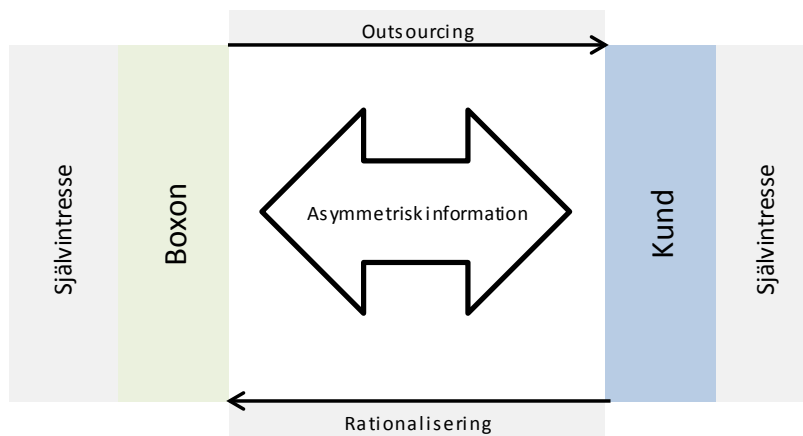 Outsourcing
Självintresse
Boxon
Asymmetrisk information
Kund
Självintresse
Rationalisering